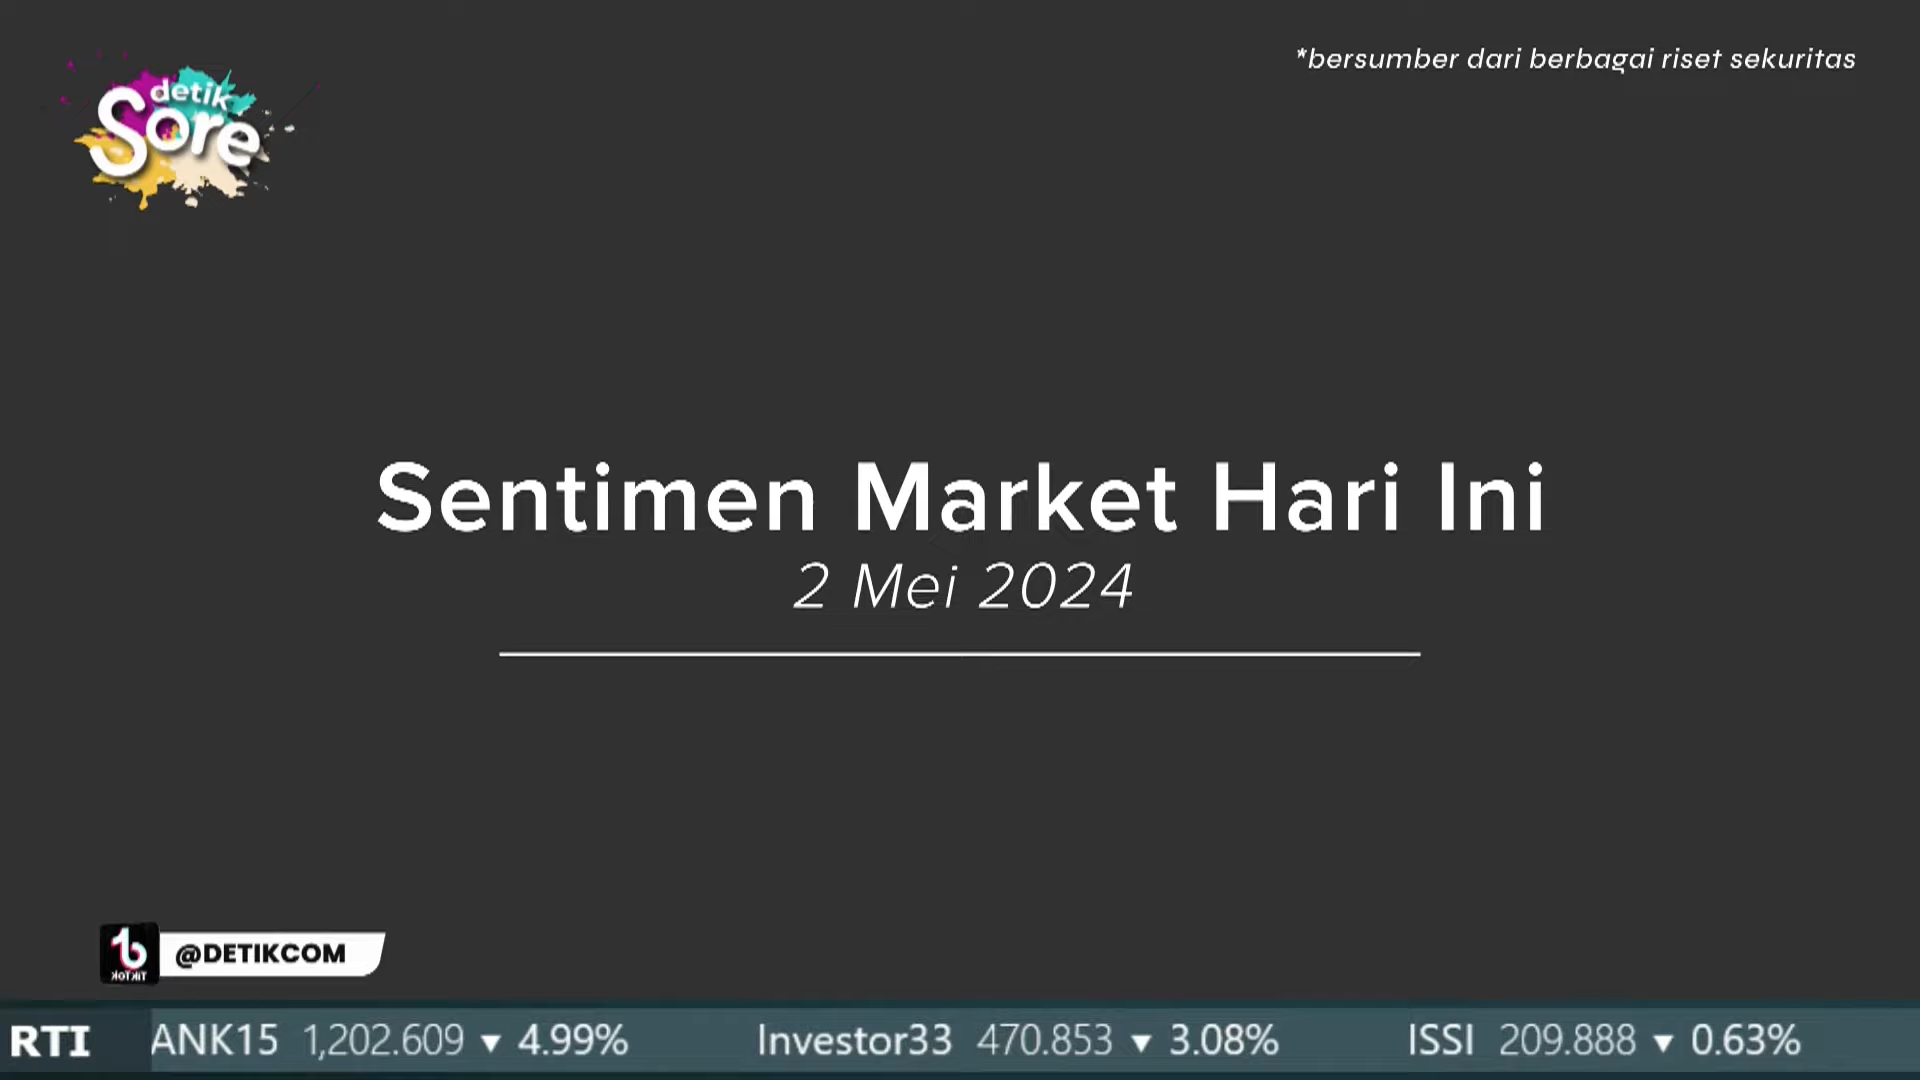 detik
Sore
*bersumber dari berbagai riset sekuritas
Sentimen Market Hari Ini
2 Mei 2024
TikTok
@DETIKCOM
RTI ANK15 1,202.609 ▼ 4.99% Investor33 470.853 ▼ 3.08% ISSI 209.888 ▼ 0.63%